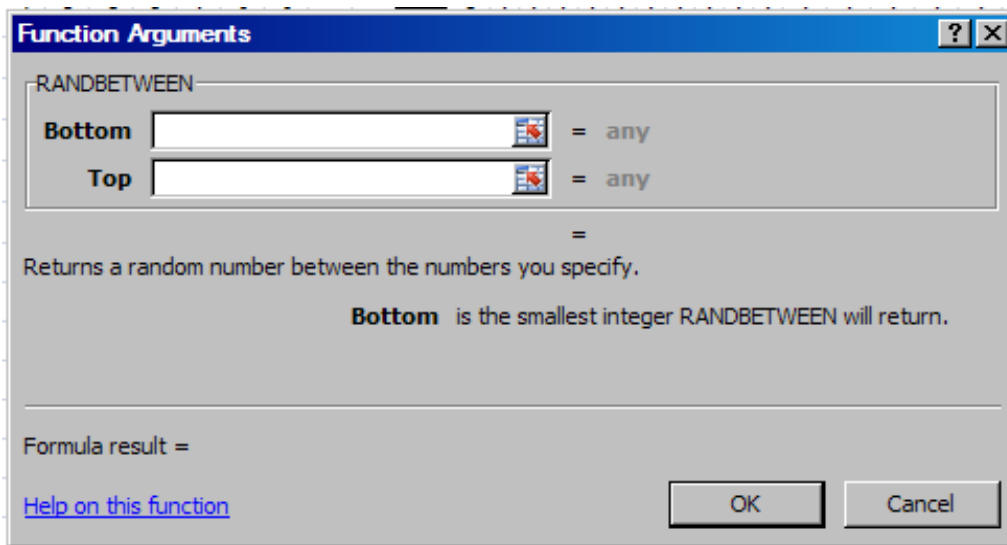 Function Arguments
RANDBETWEEN
Bottom = any
Top = any
=
Returns a random number between the numbers you specify.
Bottom is the smallest integer RANDBETWEEN will return.
Formula result =
Help on this function
OK Cancel